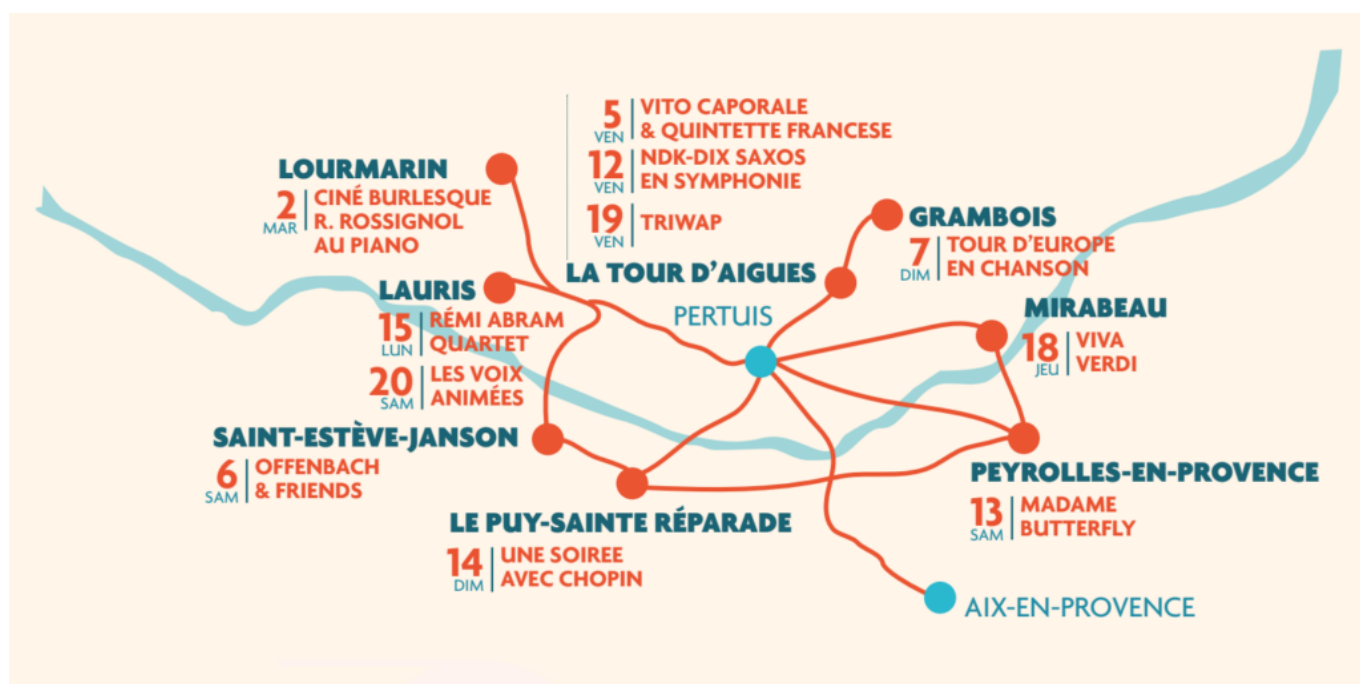 5
VEN
VITO CAPORALE
& QUINTETTE FRANCESE
12
VEN
NDK-DIX SAXOS
EN SYMPHONIE
19
VEN
TRIWAP
LA TOUR D'AIGUES
LOURMARIN
2
MAR
CINÉ BURLESQUE
R. ROSSIGNOL
AU PIANO
GRAMBOIS
7
DIM
TOUR D'EUROPE
EN CHANSON
LAURIS
15
LUN
RÉMI ABRAM
QUARTET
20
SAM
LES VOIX
ANIMÉES
PERTUIS
MIRABEAU
18
JEU
VIVA
VERDI
SAINT-ESTÈVE-JANSON
6
SAM
OFFENBACH
& FRIENDS
PEYROLLES-EN-PROVENCE
13
SAM
MADAME
BUTTERFLY
LE PUY-SAINTE RÉPARADE
14
DIM
UNE SOIREE
AVEC CHOPIN
AIX-EN-PROVENCE